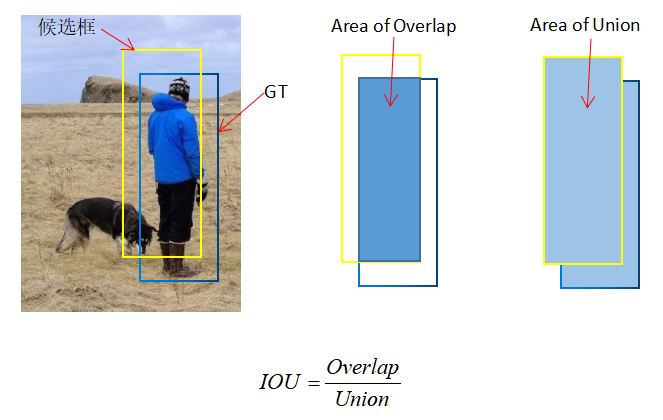 候选框
GT
Area of Overlap
Area of Union
IOU = Overlap / Union